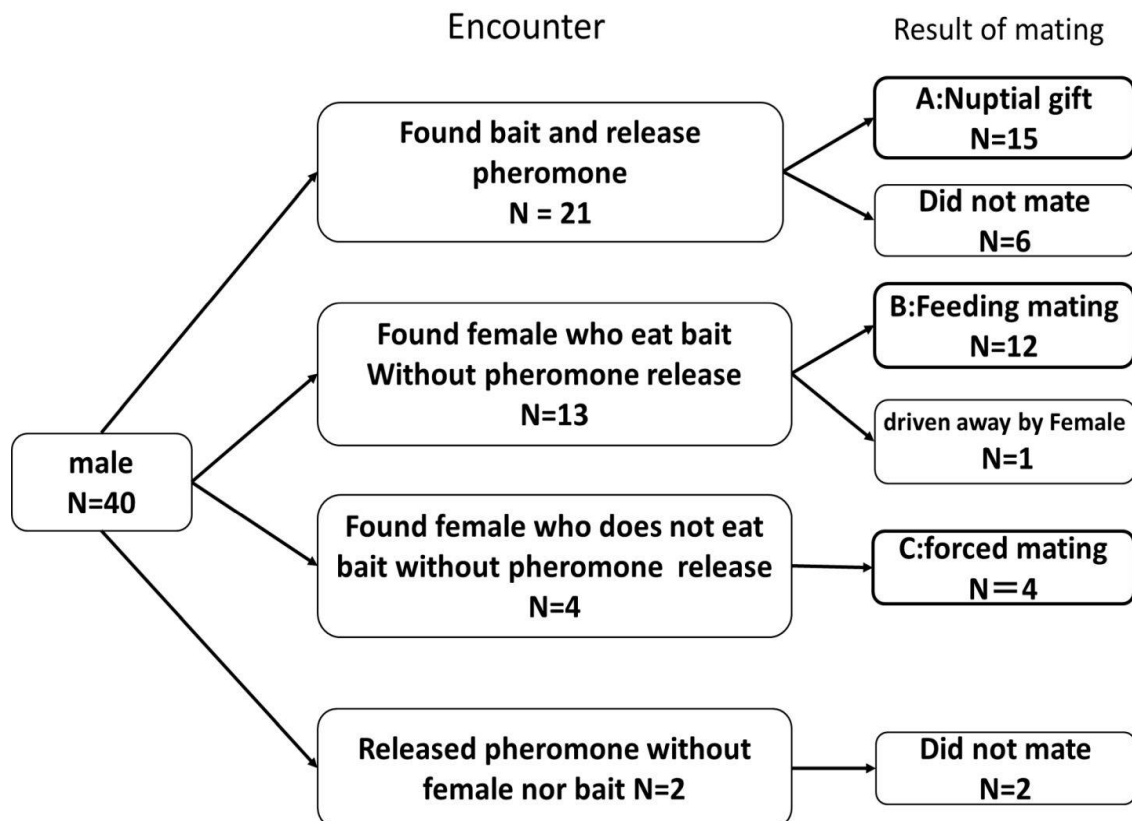 Encounter
Result of mating
male
N=40
Found bait and release
pheromone
N = 21
A:Nuptial gift
N=15
Did not mate
N=6
Found female who eat bait
Without pheromone release
N=13
B:Feeding mating
N=12
driven away by Female
N=1
Found female who does not eat
bait without pheromone release
N=4
C:forced mating
N＝4
Released pheromone without
female nor bait N=2
Did not mate
N=2